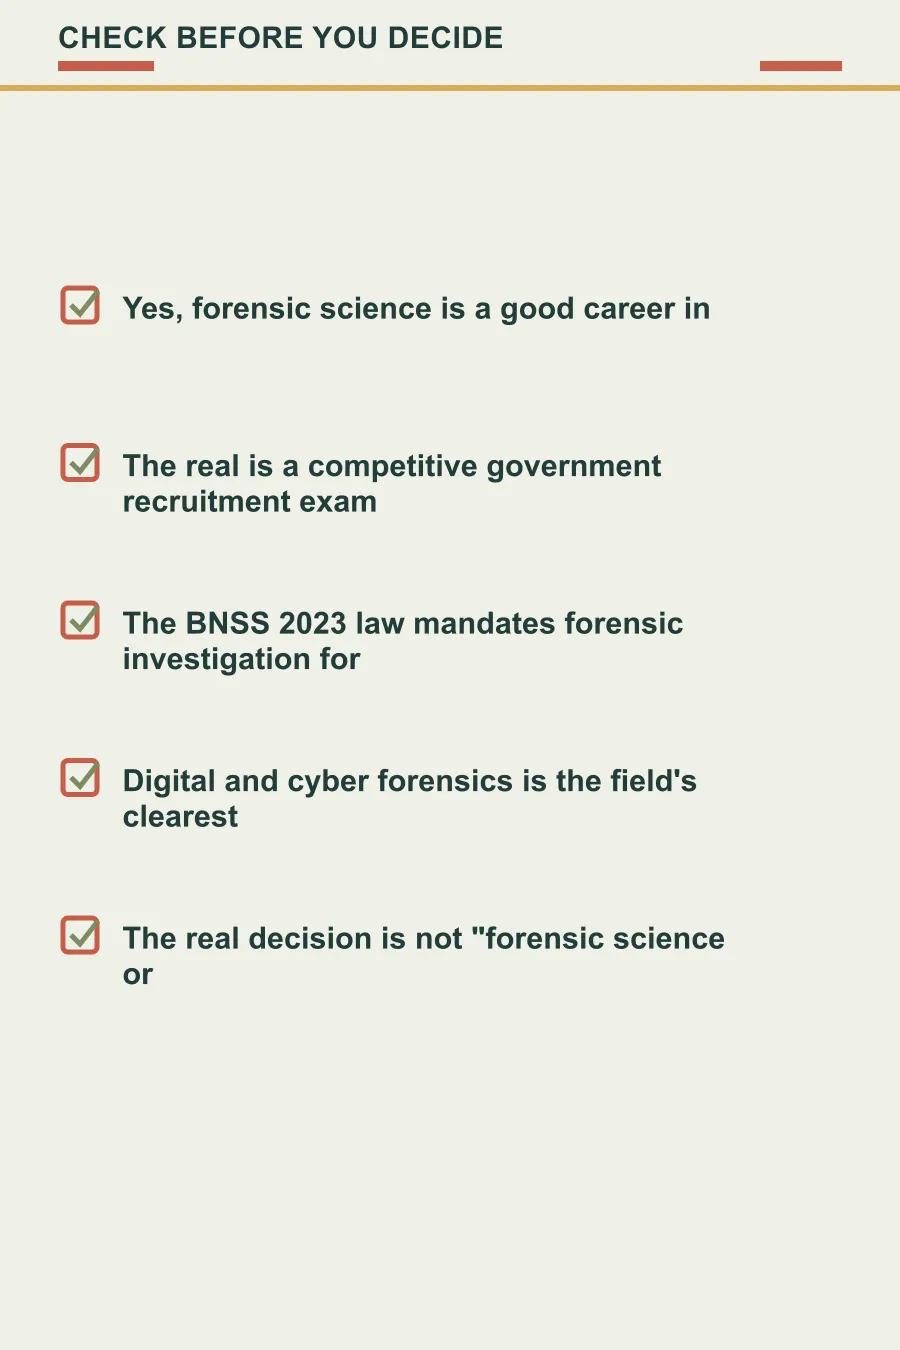 CHECK BEFORE YOU DECIDE
Yes, forensic science is a good career in
The real is a competitive government
recruitment exam
The BNSS 2023 law mandates forensic
investigation for
Digital and cyber forensics is the field's
clearest
The real decision is not "forensic science
or